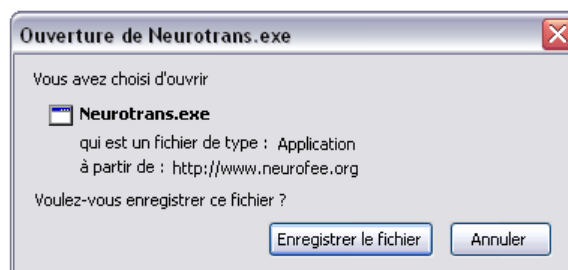 Ouverture de Neurotrans.exe
Vous avez choisi d'ouvrir
Neurotrans.exe
qui est un fichier de type : Application
à partir de : http://www.neurofee.org
Voulez-vous enregistrer ce fichier ?
Enregistrer le fichier
Annuler